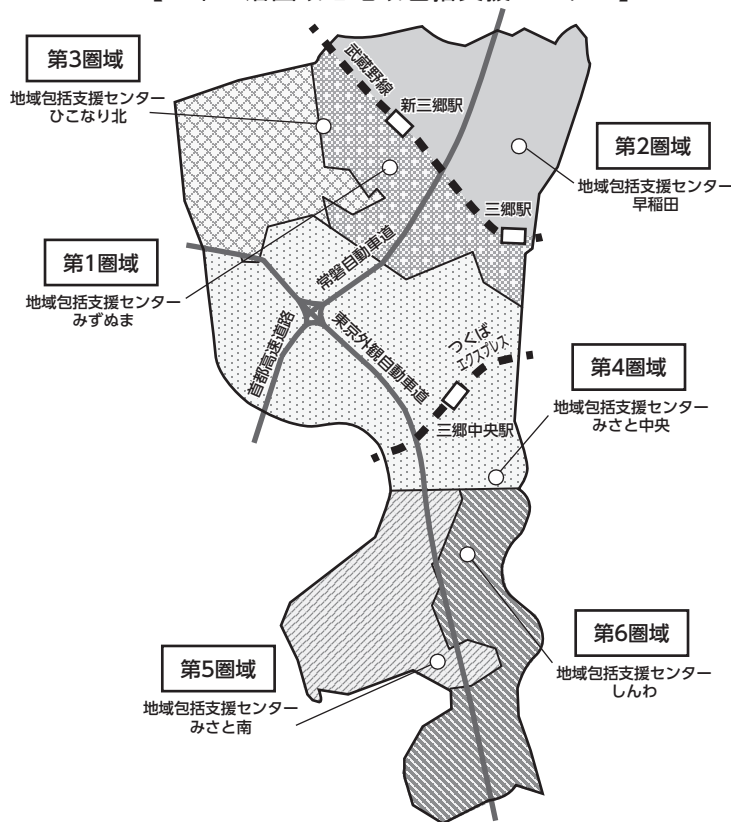 第3圏域
地域包括支援センター
ひこなり北
武蔵野線
新三郷駅
第2圏域
地域包括支援センター
早稲田
三郷駅
第1圏域
地域包括支援センター
みずぬま
常磐自動車道
東京外観自動車道
首都高速道路
つくば
エクスプレス
三郷中央駅
第4圏域
地域包括支援センター
みさと中央
第6圏域
地域包括支援センター
しんわ
第5圏域
地域包括支援センター
みさと南